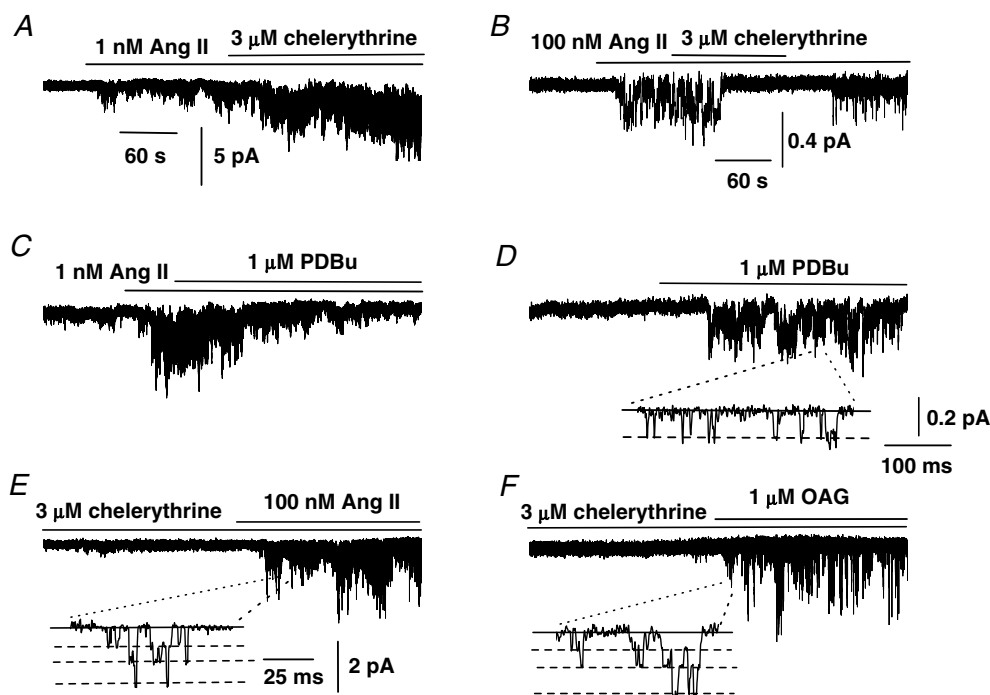 A
1 nM Ang II
3 μM chelerythrine
60 s
5 pA
B
100 nM Ang II
3 μM chelerythrine
0.4 pA
60 s
C
1 nM Ang II
1 μM PDBu
D
1 μM PDBu
0.2 pA
100 ms
E
3 μM chelerythrine
100 nM Ang II
25 ms
2 pA
F
3 μM chelerythrine
1 μM OAG